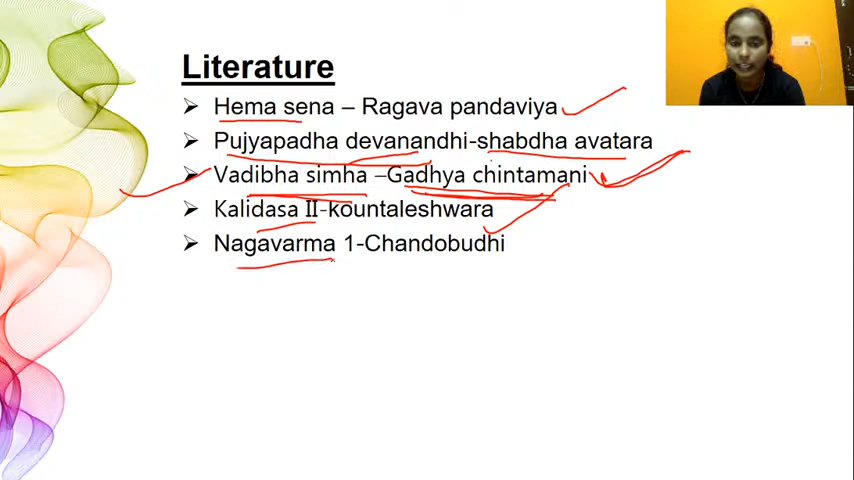 Literature
➢ Hema sena – Ragava pandaviya
➢ Pujyapadha devanandhi-shabdha avatara
➢ Vadibha simha –Gadhya chintamani
➢ Kalidasa II-kountaleshwara
➢ Nagavarma 1-Chandobudhi